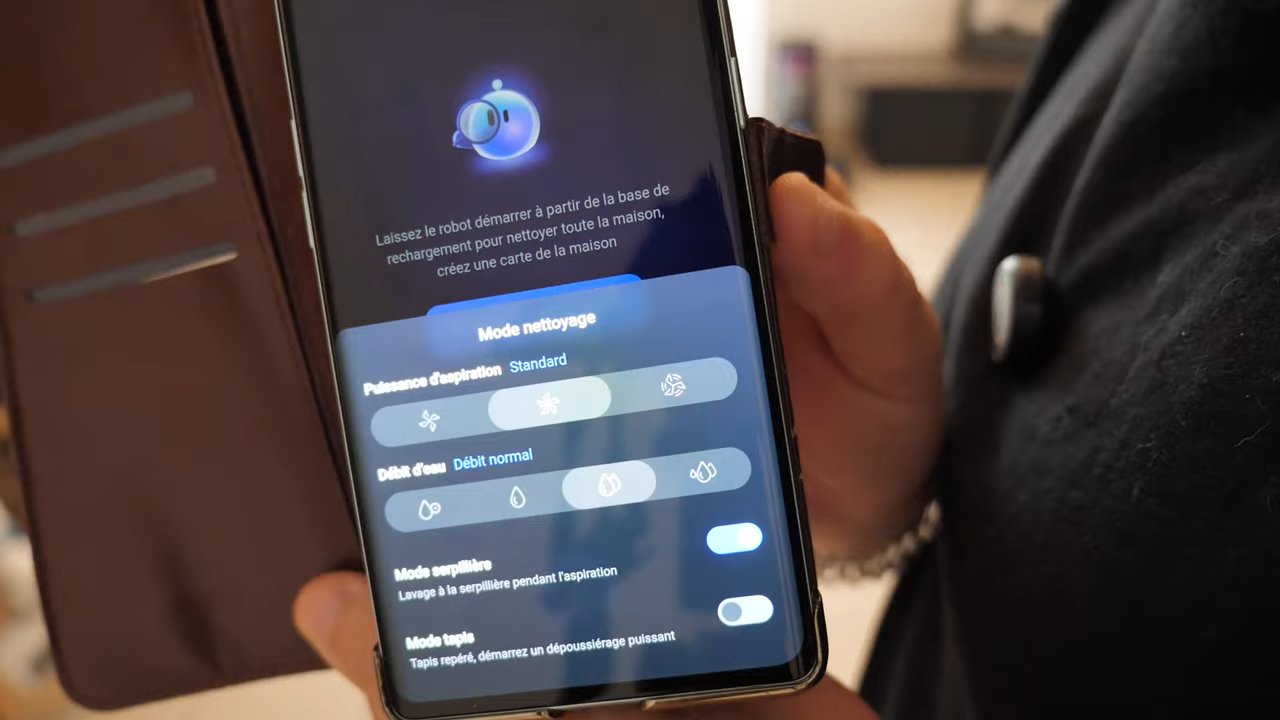 Laissez le robot démarrer à partir de la base de
rechargement pour nettoyer toute la maison,
créez une carte de la maison
Mode nettoyage
Puissance d'aspiration Standard
Débit d'eau Débit normal
Mode serpillière
Lavage à la serpillière pendant l'aspiration
Mode tapis
Tapis repéré, démarrez un dépoussiérage puissant